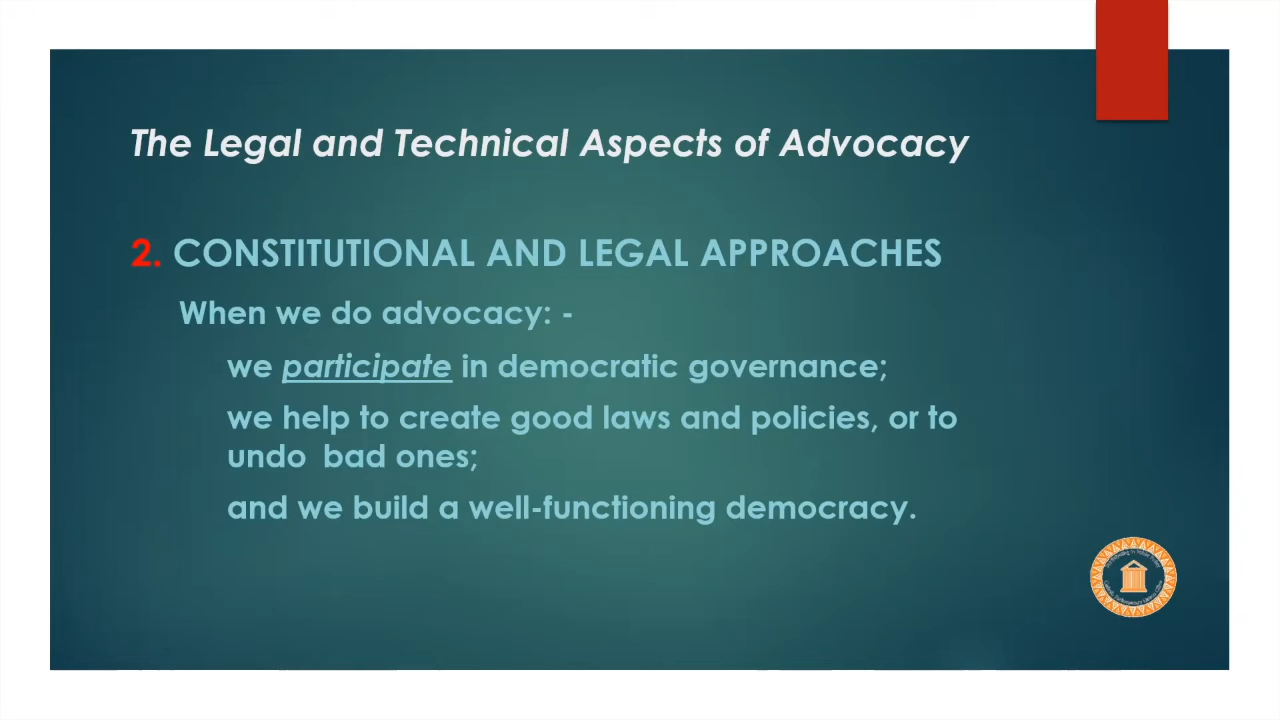 The Legal and Technical Aspects of Advocacy
2. CONSTITUTIONAL AND LEGAL APPROACHES
When we do advocacy: -
we participate in democratic governance;
we help to create good laws and policies, or to
undo  bad ones;
and we build a well-functioning democracy.